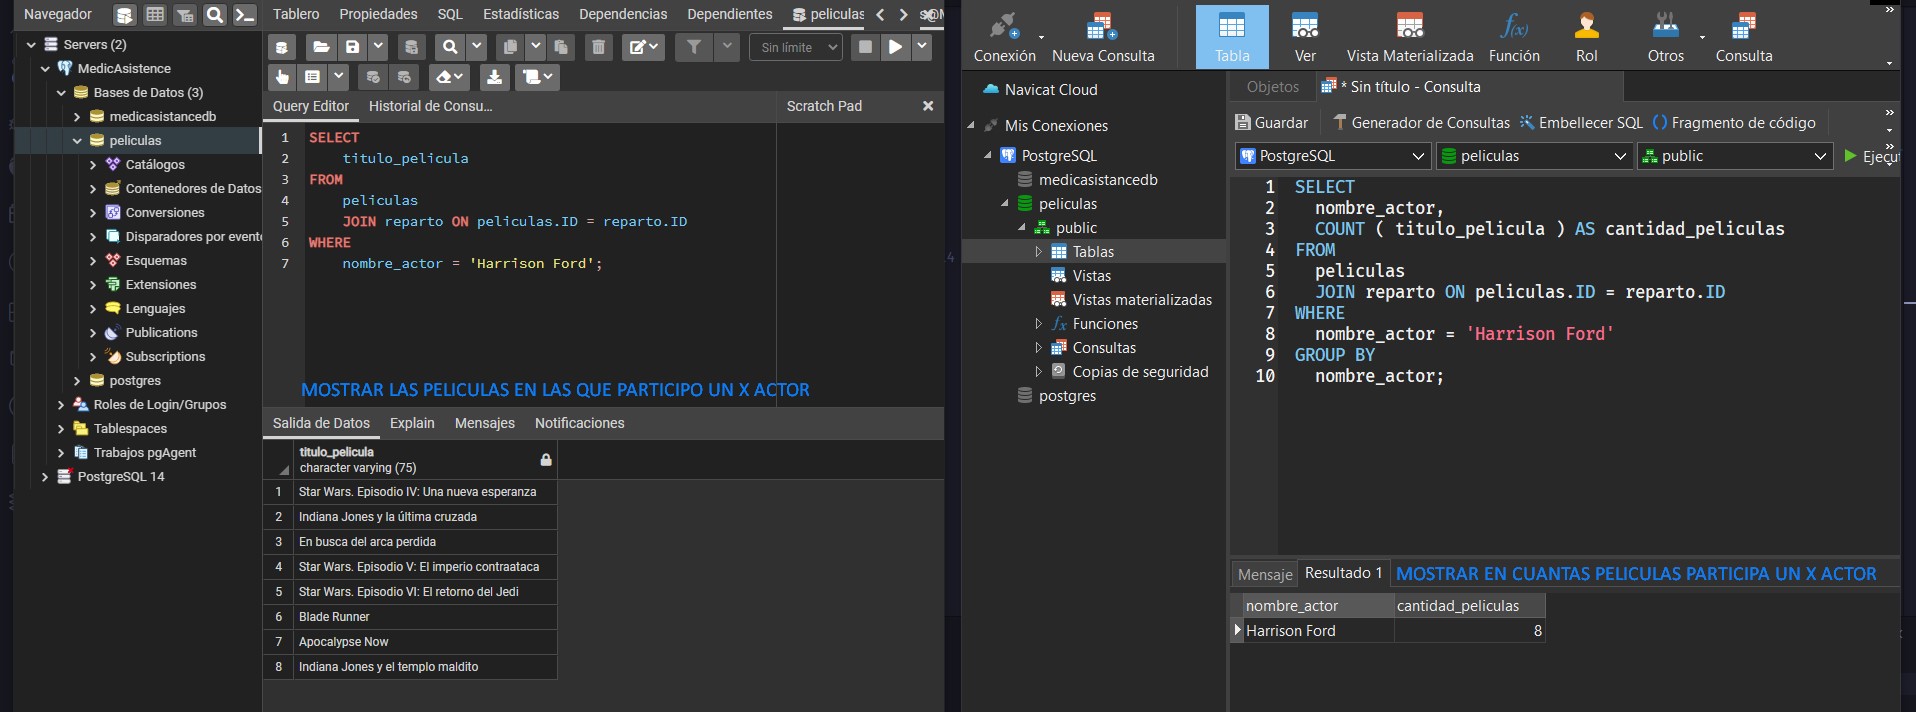 Navegador
Tablero Propiedades SQL Estadísticas Dependencias Dependientes peliculas
Servers (2)
MedicAsistence
Bases de Datos (3)
medicasistancedb
peliculas
Catálogos
Contenedores de Datos
Conversiones
Disparadores por evento
Esquemas
Extensiones
Lenguajes
Publications
Subscriptions
postgres
Roles de Login/Grupos
Tablespaces
Trabajos pgAgent
PostgreSQL 14
Sin límite
Query Editor Historial de Consu... Scratch Pad
1 SELECT
2 titulo_pelicula
3 FROM
4 peliculas
5 JOIN reparto ON peliculas.ID = reparto.ID
6 WHERE
7 nombre_actor = 'Harrison Ford';
MOSTRAR LAS PELICULAS EN LAS QUE PARTICIPO UN X ACTOR
Salida de Datos Explain Mensajes Notificaciones
titulo_pelicula
character varying (75)
1 Star Wars. Episodio IV: Una nueva esperanza
2 Indiana Jones y la última cruzada
3 En busca del arca perdida
4 Star Wars. Episodio V: El imperio contraataca
5 Star Wars. Episodio VI: El retorno del Jedi
6 Blade Runner
7 Apocalypse Now
8 Indiana Jones y el templo maldito
Conexión Nueva Consulta Tabla Ver Vista Materializada Función Rol Otros Consulta
Navicat Cloud
Mis Conexiones
PostgreSQL
medicasistancedb
peliculas
public
Tablas
Vistas
Vistas materializadas
Funciones
Consultas
Copias de seguridad
postgres
Objetos * Sin título - Consulta
Guardar Generador de Consultas Embellecer SQL () Fragmento de código
PostgreSQL peliculas public Ejecu
1 SELECT
2 nombre_actor,
3 COUNT ( titulo_pelicula ) AS cantidad_peliculas
4 FROM
5 peliculas
6 JOIN reparto ON peliculas.ID = reparto.ID
7 WHERE
8 nombre_actor = 'Harrison Ford'
9 GROUP BY
10 nombre_actor;
Mensaje Resultado 1 MOSTRAR EN CUANTAS PELICULAS PARTICIPA UN X ACTOR
nombre_actor cantidad_peliculas
Harrison Ford 8